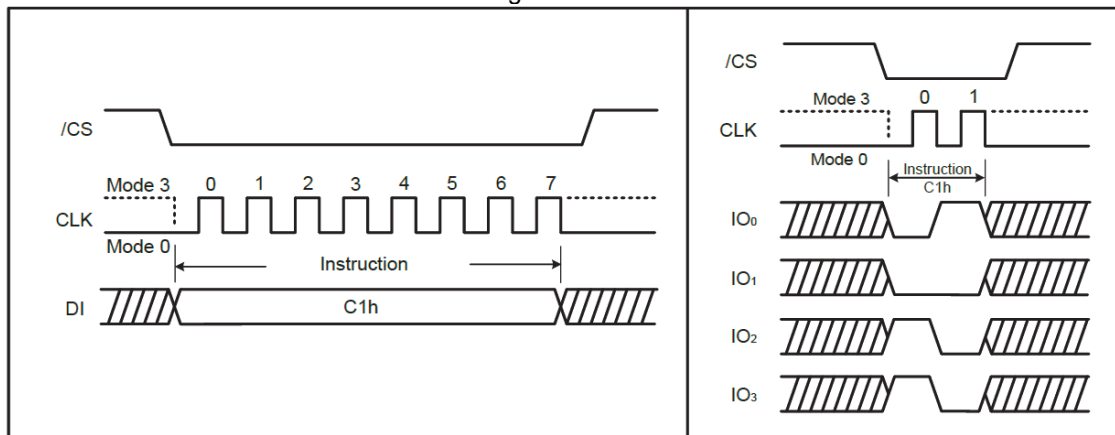 /CS
Mode 3 0 1 2 3 4 5 6 7
CLK
Mode 0
Instruction
DI C1h
/CS
Mode 3 0 1
CLK
Mode 0 Instruction
C1h
IO0
IO1
IO2
IO3